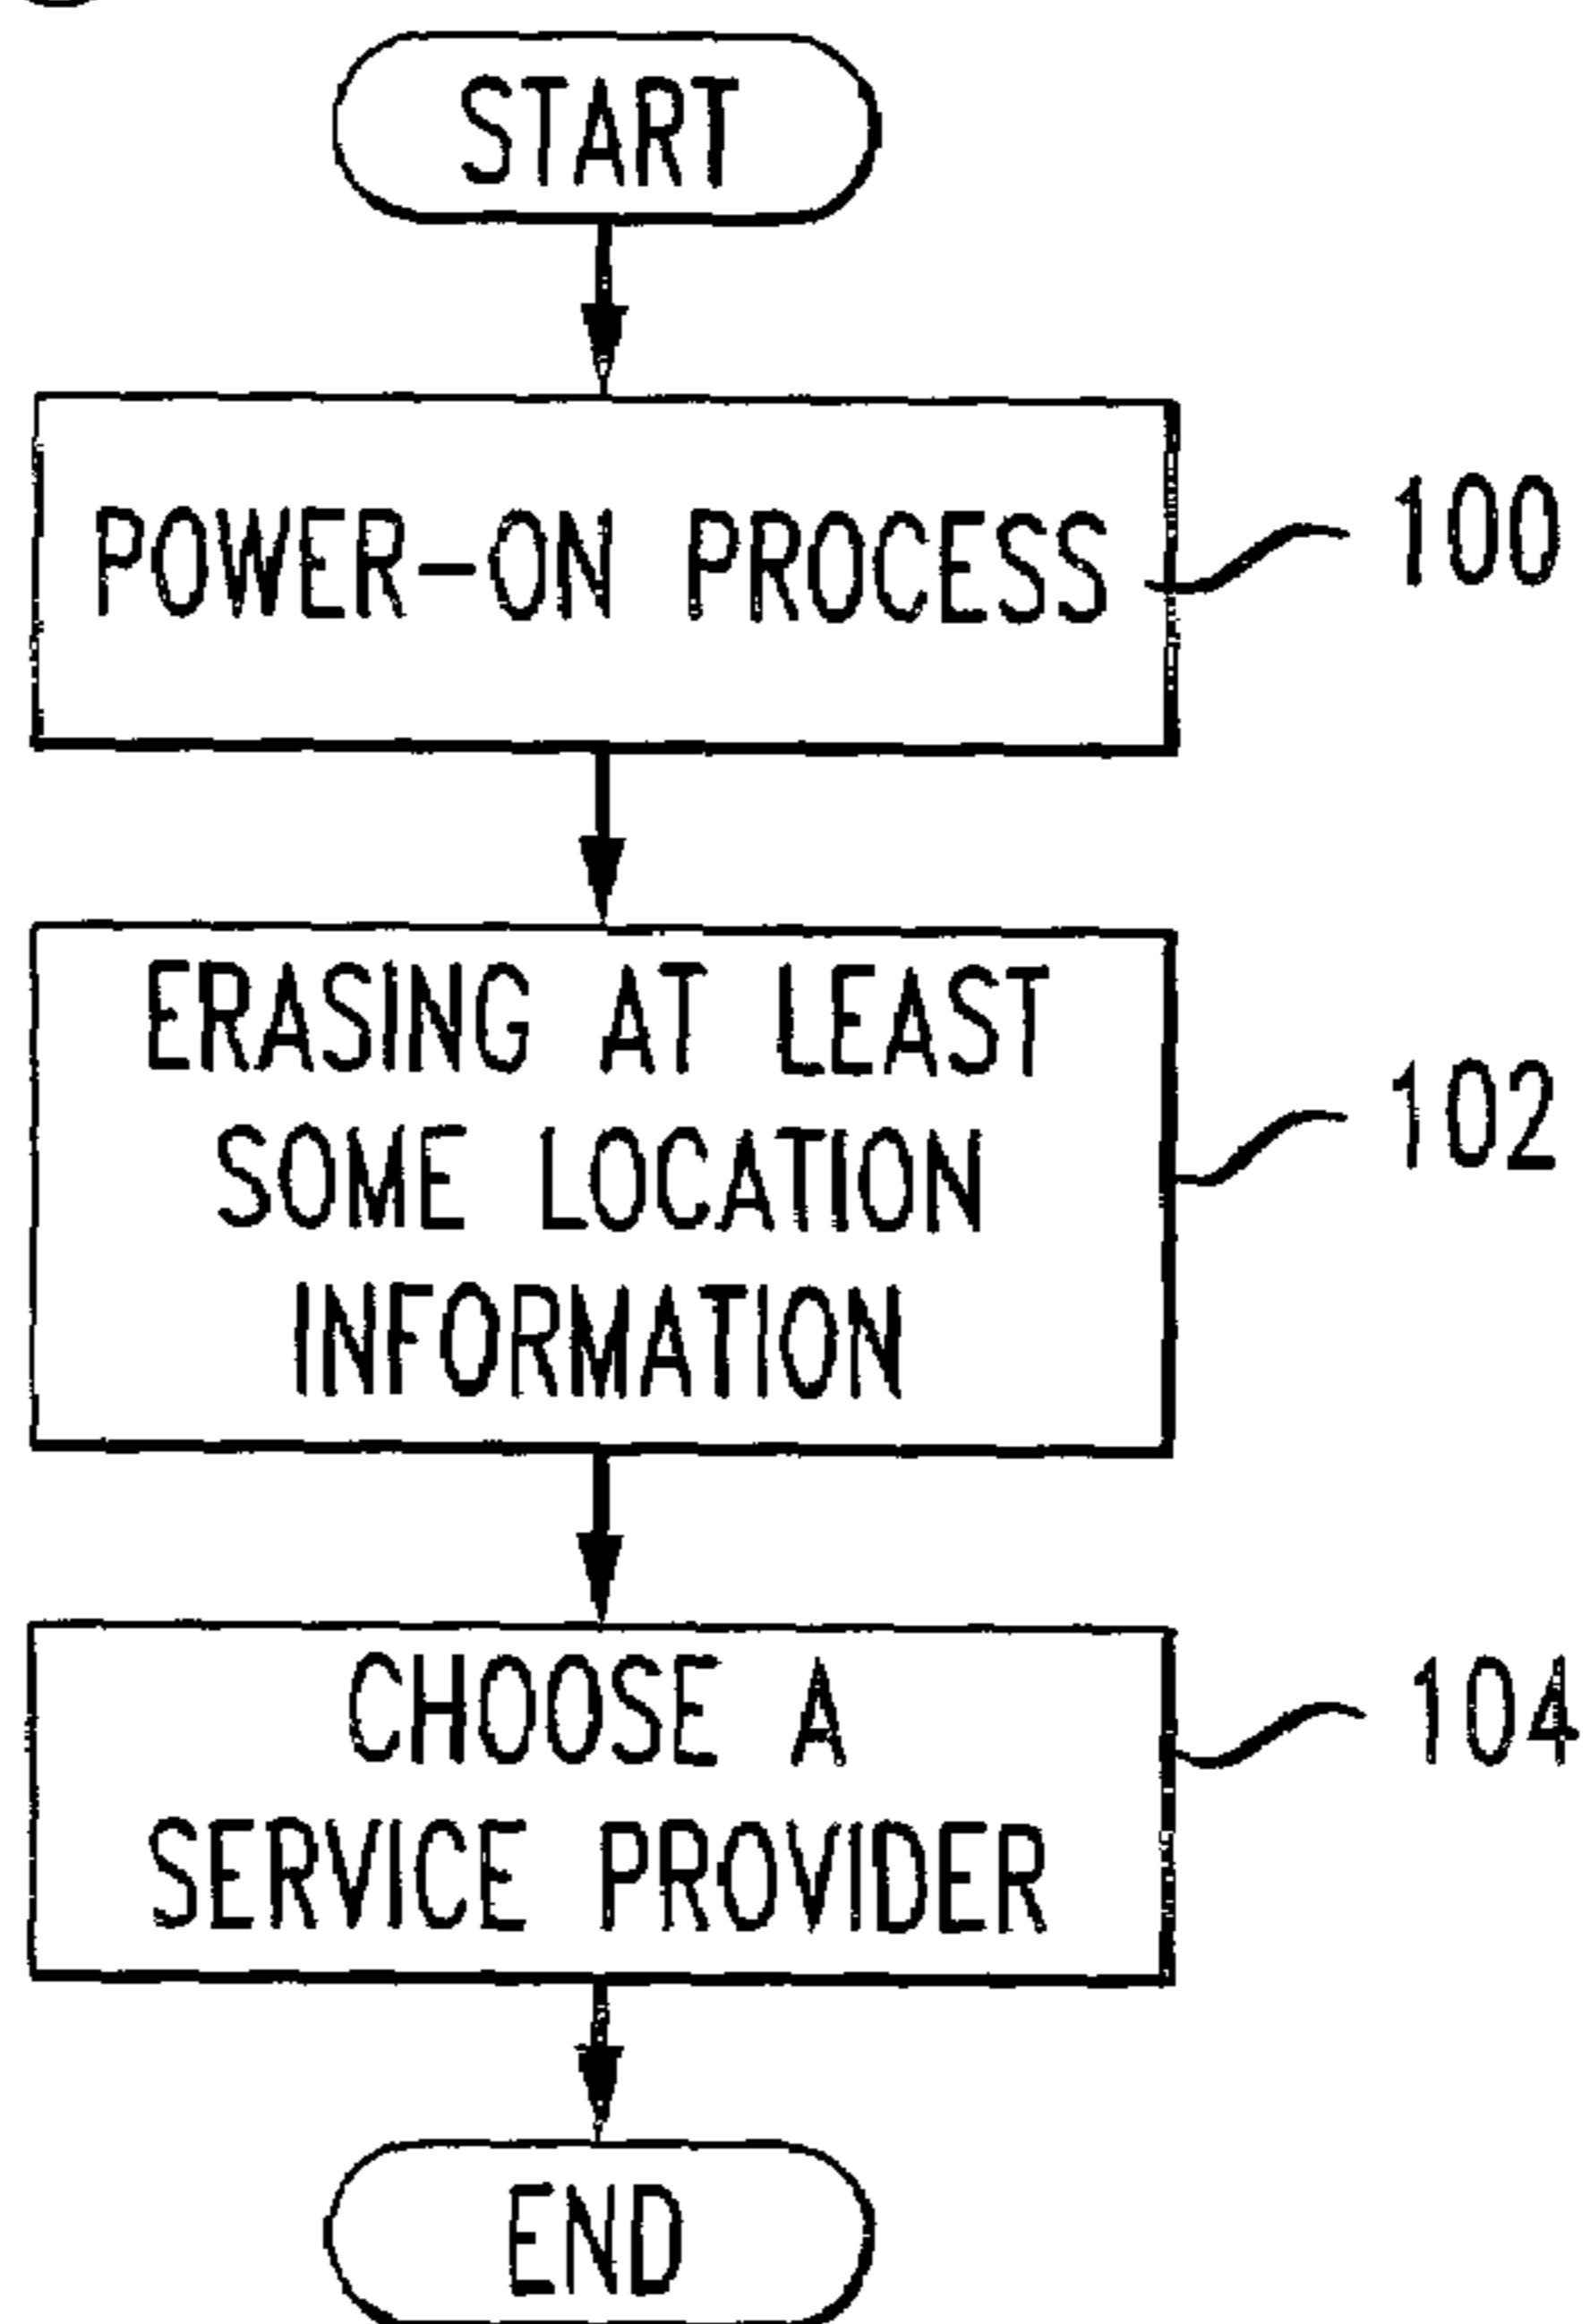 START
POWER-ON PROCESS
100
ERASING AT LEAST
SOME LOCATION
INFORMATION
102
CHOOSE A
SERVICE PROVIDER
104
END